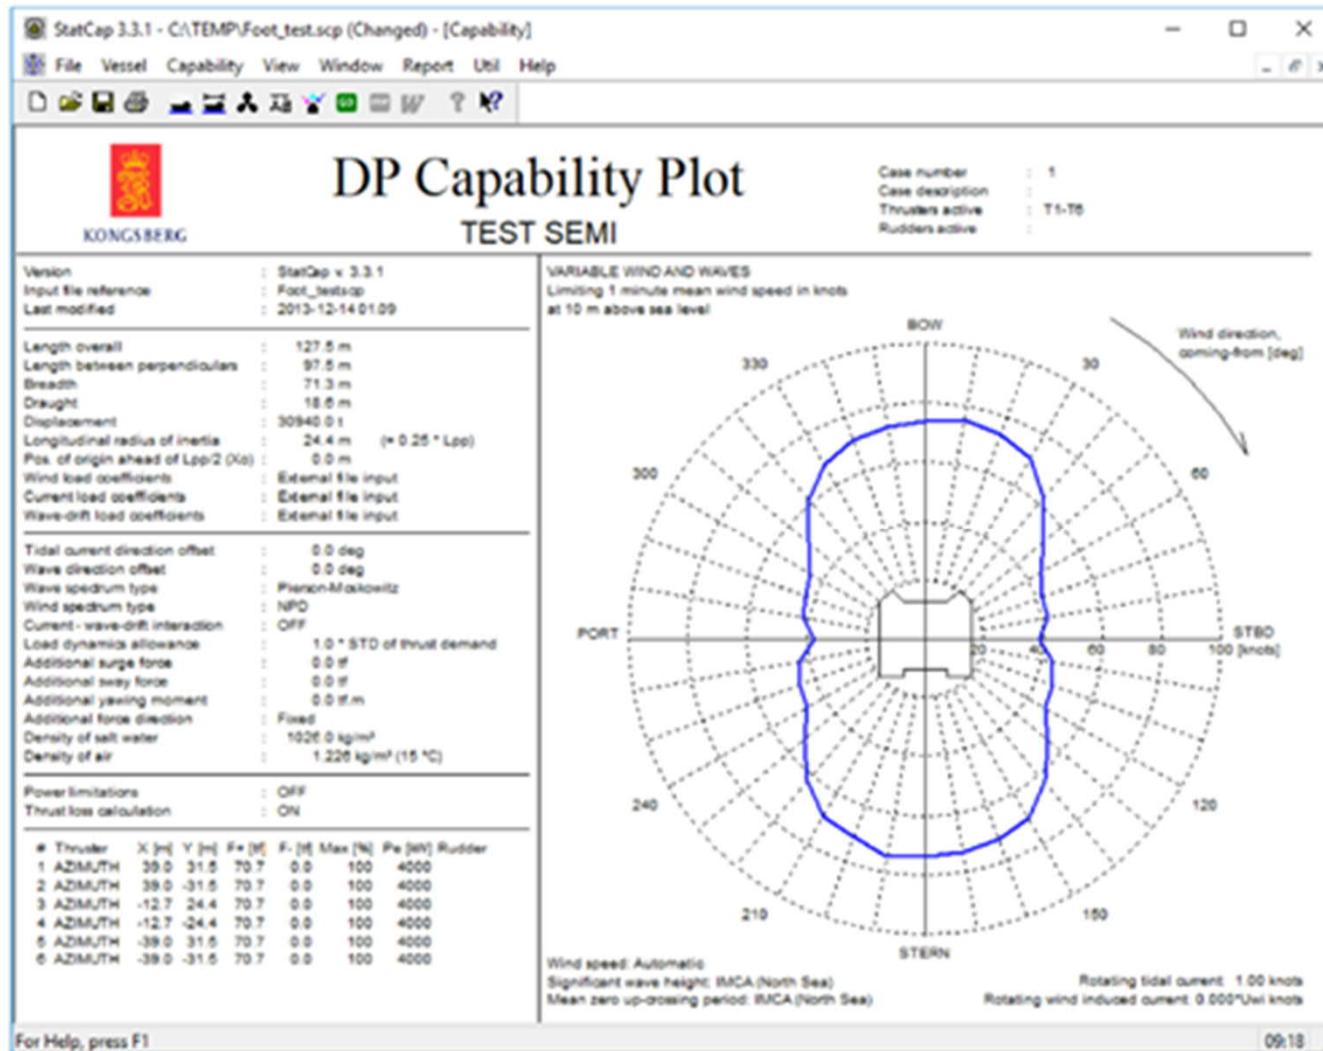 StatCap 3.3.1 - C:\TEMP\Foot_test.scp (Changed) - [Capability]
File Vessel Capability View Window Report Util Help
KONGSBERG
DP Capability Plot
TEST SEMI
Case number : 1
Case description :
Thrusters active : T1-T6
Rudders active :
Version : StatCap v. 3.3.1
Input file reference : Foot_test.scp
Last modified : 2013-12-14 01.09
Length overall : 127.5 m
Length between perpendiculars : 97.5 m
Breadth : 71.3 m
Draught : 18.6 m
Displacement : 30940.0 t
Longitudinal radius of inertia : 24.4 m (= 0.25 * Lpp)
Pos. of origin ahead of Lpp/2 (Xo) : 0.0 m
Wind load coefficients : External file input
Current load coefficients : External file input
Wave-drift load coefficients : External file input
Tidal current direction offset : 0.0 deg
Wave direction offset : 0.0 deg
Wave spectrum type : Pierson-Moskowitz
Wind spectrum type : NPD
Current - wave-drift interaction : OFF
Load dynamics allowance : 1.0 * STD of thrust demand
Additional surge force : 0.0 tf
Additional sway force : 0.0 tf
Additional yawing moment : 0.0 tf.m
Additional force direction : Fixed
Density of salt water : 1026.0 kg/m³
Density of air : 1.226 kg/m³ (15 °C)
Power limitations : OFF
Thrust loss calculation : ON
# Thruster X [m] Y [m] F+ [tf] F- [tf] Max [%] Pe [kW] Rudder
1 AZIMUTH 39.0 31.5 70.7 0.0 100 4000
2 AZIMUTH 39.0 -31.5 70.7 0.0 100 4000
3 AZIMUTH -12.7 24.4 70.7 0.0 100 4000
4 AZIMUTH -12.7 -24.4 70.7 0.0 100 4000
5 AZIMUTH -39.0 31.5 70.7 0.0 100 4000
6 AZIMUTH -39.0 -31.5 70.7 0.0 100 4000
VARIABLE WIND AND WAVES
Limiting 1 minute mean wind speed in knots
at 10 m above sea level
BOW
Wind direction,
coming-from [deg]
330
30
300
60
PORT
20 40 60 80 100 [knots]
STBD
240
120
210
150
STERN
Wind speed: Automatic
Significant wave height: IMCA (North Sea)
Mean zero up-crossing period: IMCA (North Sea)
Rotating tidal current: 1.00 knots
Rotating wind induced current: 0.000*Uwi knots
For Help, press F1
09:18